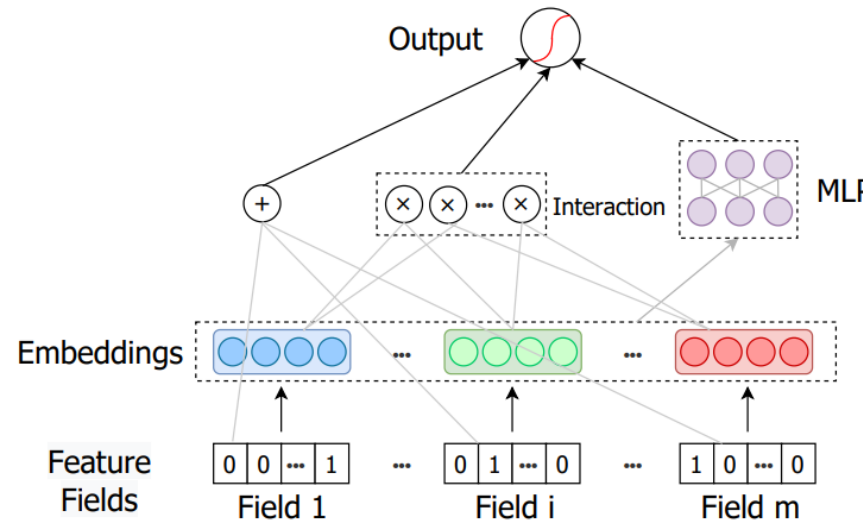 Output
+
× × ... × Interaction
MLP
Embeddings
... ...
Feature
Fields
0 0 ... 1
...
0 1 ... 0
...
1 0 ... 0
Field 1
Field i
Field m